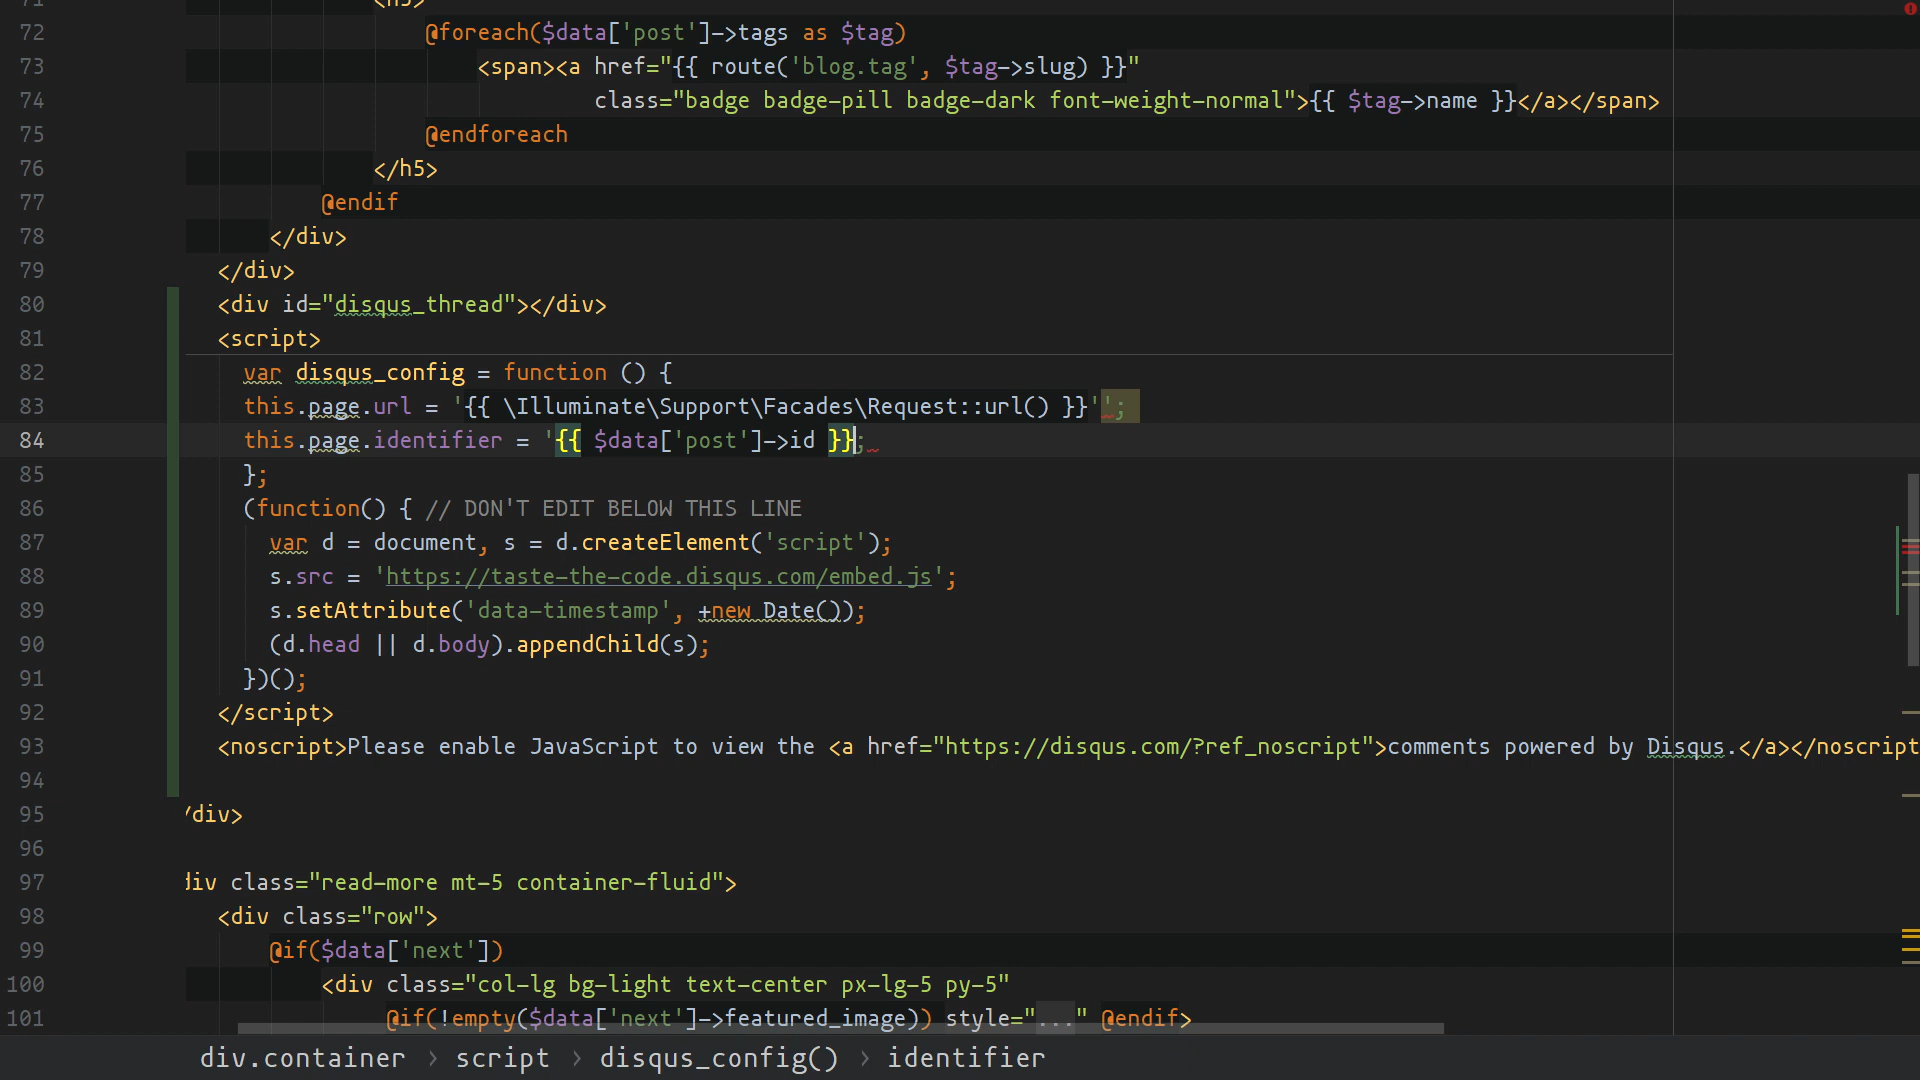 71 <h5>
72 @foreach($data['post']->tags as $tag)
73 <span><a href="{{ route('blog.tag', $tag->slug) }}"
74 class="badge badge-pill badge-dark font-weight-normal">{{ $tag->name }}</a></span>
75 @endforeach
76 </h5>
77 @endif
78 </div>
79 </div>
80 <div id="disqus_thread"></div>
81 <script>
82 var disqus_config = function () {
83 this.page.url = '{{ \Illuminate\Support\Facades\Request::url() }}'';
84 this.page.identifier = '{{ $data['post']->id }};
85 };
86 (function() { // DON'T EDIT BELOW THIS LINE
87 var d = document, s = d.createElement('script');
88 s.src = 'https://taste-the-code.disqus.com/embed.js';
89 s.setAttribute('data-timestamp', +new Date());
90 (d.head || d.body).appendChild(s);
91 })();
92 </script>
93 <noscript>Please enable JavaScript to view the <a href="https://disqus.com/?ref_noscript">comments powered by Disqus.</a></noscript
94
95 /div>
96
97 div class="read-more mt-5 container-fluid">
98 <div class="row">
99 @if($data['next'])
100 <div class="col-lg bg-light text-center px-lg-5 py-5"
101 @if(!empty($data['next']->featured_image)) style="..." @endif>
div.container › script › disqus_config() › identifier